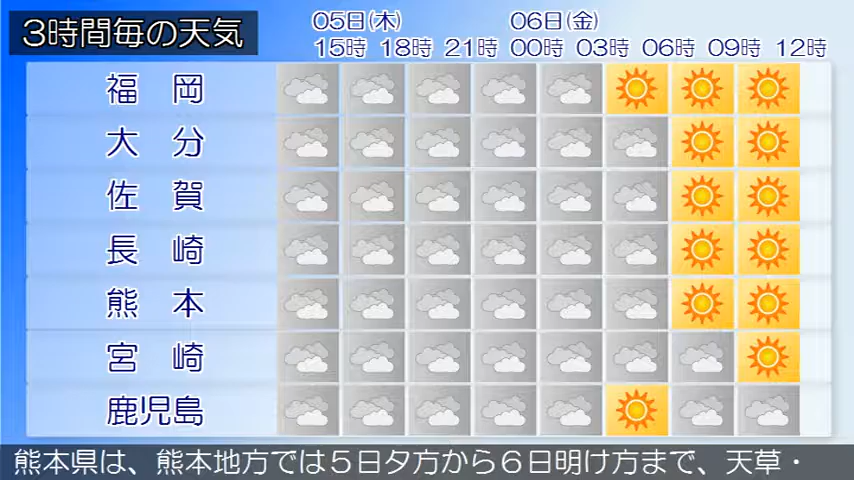 3時間毎の天気
05日(木) 06日(金)
15時 18時 21時 00時 03時 06時 09時 12時
福岡
大分
佐賀
長崎
熊本
宮崎
鹿児島
熊本県は、熊本地方では５日夕方から６日明け方まで、天草・